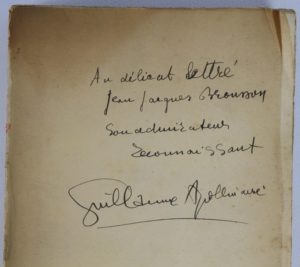 Au délicat lettré
Jean Jacques Brousson
son admirateur
reconnaissant
Guillaume Apollinaire